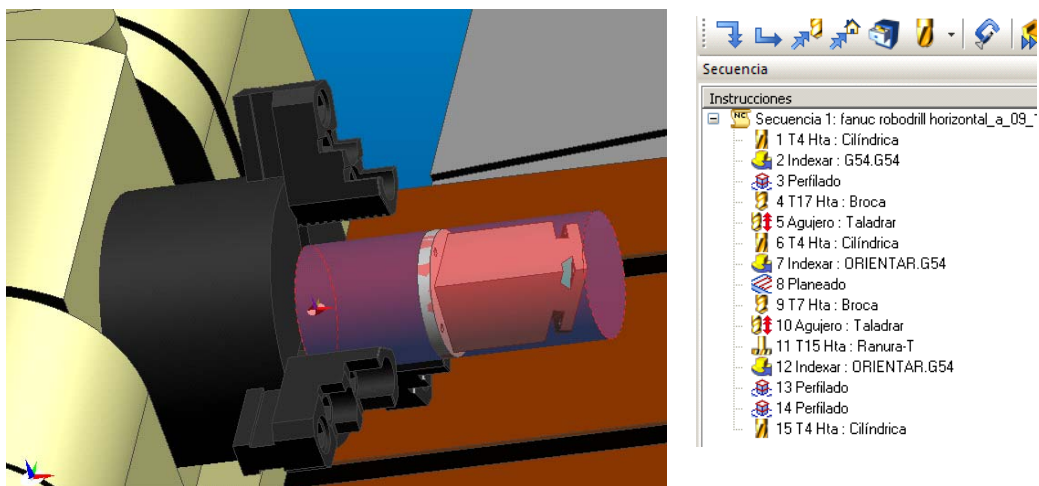 Secuencia
Instrucciones
NC Secuencia 1: fanuc robodrill horizontal_a_09_
1 T4 Hta : Cilíndrica
2 Indexar : G54.G54
3 Perfilado
4 T17 Hta : Broca
5 Agujero : Taladrar
6 T4 Hta : Cilíndrica
7 Indexar : ORIENTAR.G54
8 Planeado
9 T7 Hta : Broca
10 Agujero : Taladrar
11 T15 Hta : Ranura-T
12 Indexar : ORIENTAR.G54
13 Perfilado
14 Perfilado
15 T4 Hta : Cilíndrica